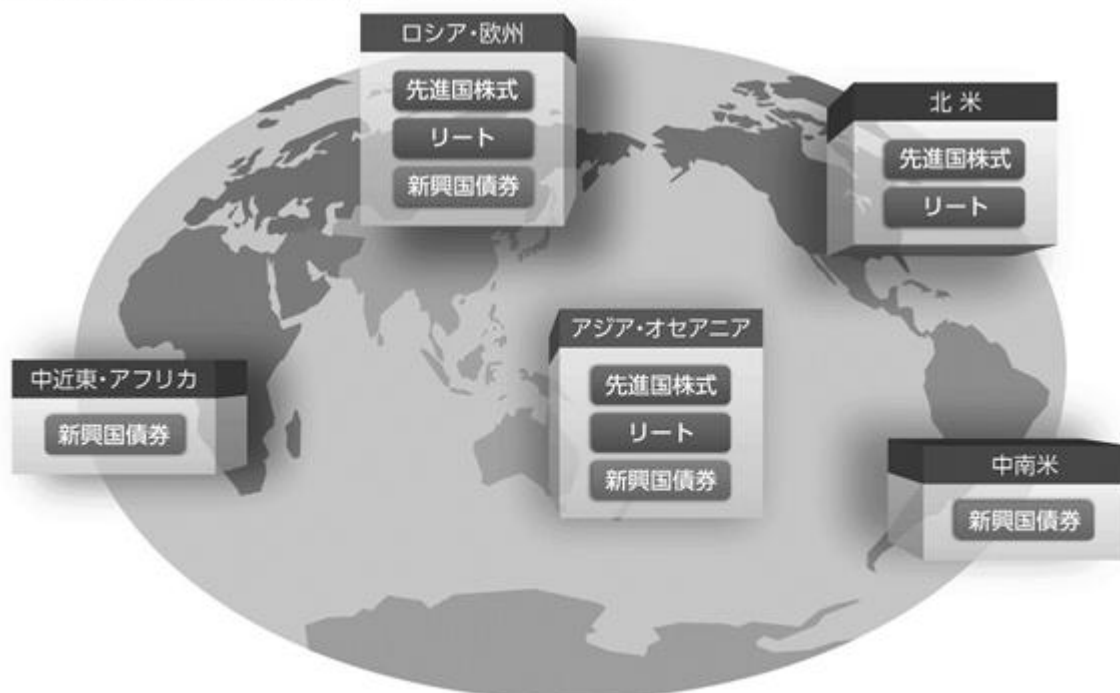 ロシア・欧州
先進国株式
リート
新興国債券
北米
先進国株式
リート
アジア・オセアニア
先進国株式
リート
新興国債券
中近東・アフリカ
新興国債券
中南米
新興国債券